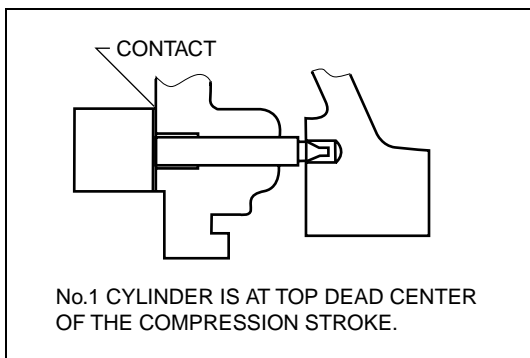 CONTACT
No.1 CYLINDER IS AT TOP DEAD CENTER
OF THE COMPRESSION STROKE.